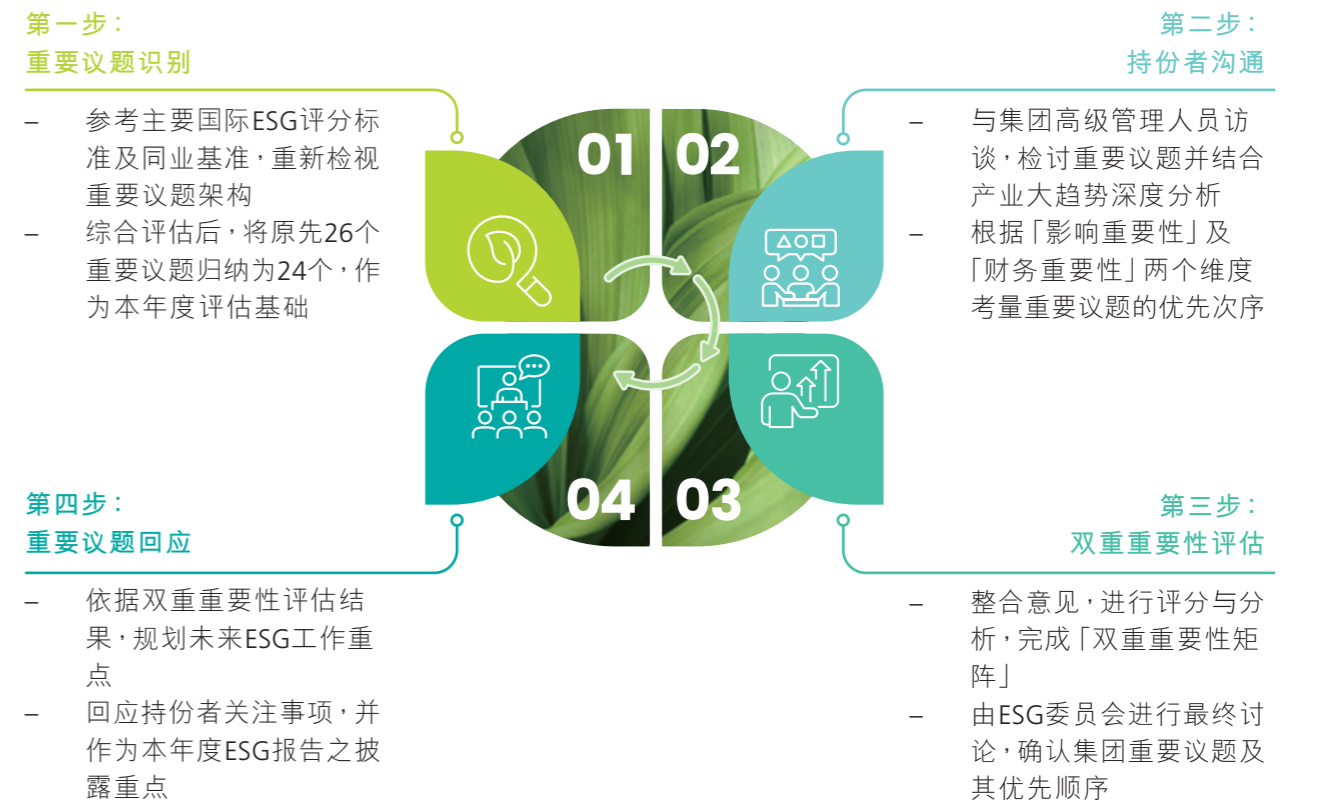 第一步：
重要议题识别
–	参考主要国际ESG评分标
准及同业基准，重新检视
重要议题架构
–	综合评估后，将原先26个
重要议题归纳为24个，作
为本年度评估基础
01
02
第二步：
持份者沟通
–	与集团高级管理人员访
谈，检讨重要议题并结合
产业大趋势深度分析
–	根据「影响重要性」及
「财务重要性」两个维度
考量重要议题的优先次序
03
第三步：
双重重要性评估
–	整合意见，进行评分与分
析，完成「双重重要性矩
阵」
–	由ESG委员会进行最终讨
论，确认集团重要议题及
其优先顺序
04
第四步：
重要议题回应
–	依据双重重要性评估结
果，规划未来ESG工作重
点
–	回应持份者关注事项，并
作为本年度ESG报告之披
露重点